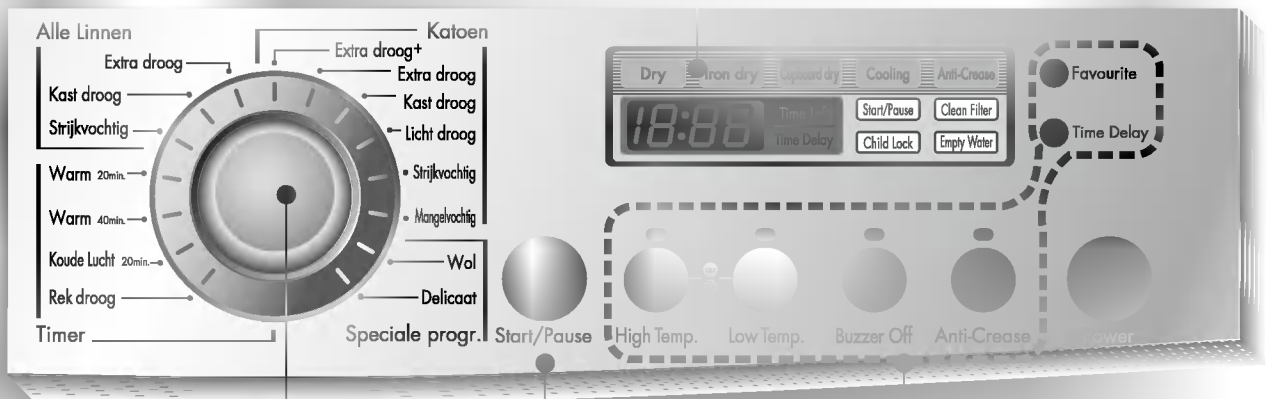 Alle Linnen
Katoen
Extra droog
Kast droog
Strijkvochtig
Extra droog+
Extra droog
Kast droog
Licht droog
Strijkvochtig
Mangelvochtig
Warm 20min.
Warm 40min.
Koude Lucht 20min.
Rek droog
Timer
Wol
Delicaat
Speciale progr.
Dry
Iron dry
Cupboard dry
Cooling
Anti-Crease
18:88
Time Left
Time Delay
Start/Pause
Clean Filter
Child Lock
Empty Water
Favourite
Time Delay
Start/Pause
High Temp.
Low Temp.
Buzzer Off
Anti-Crease
Power